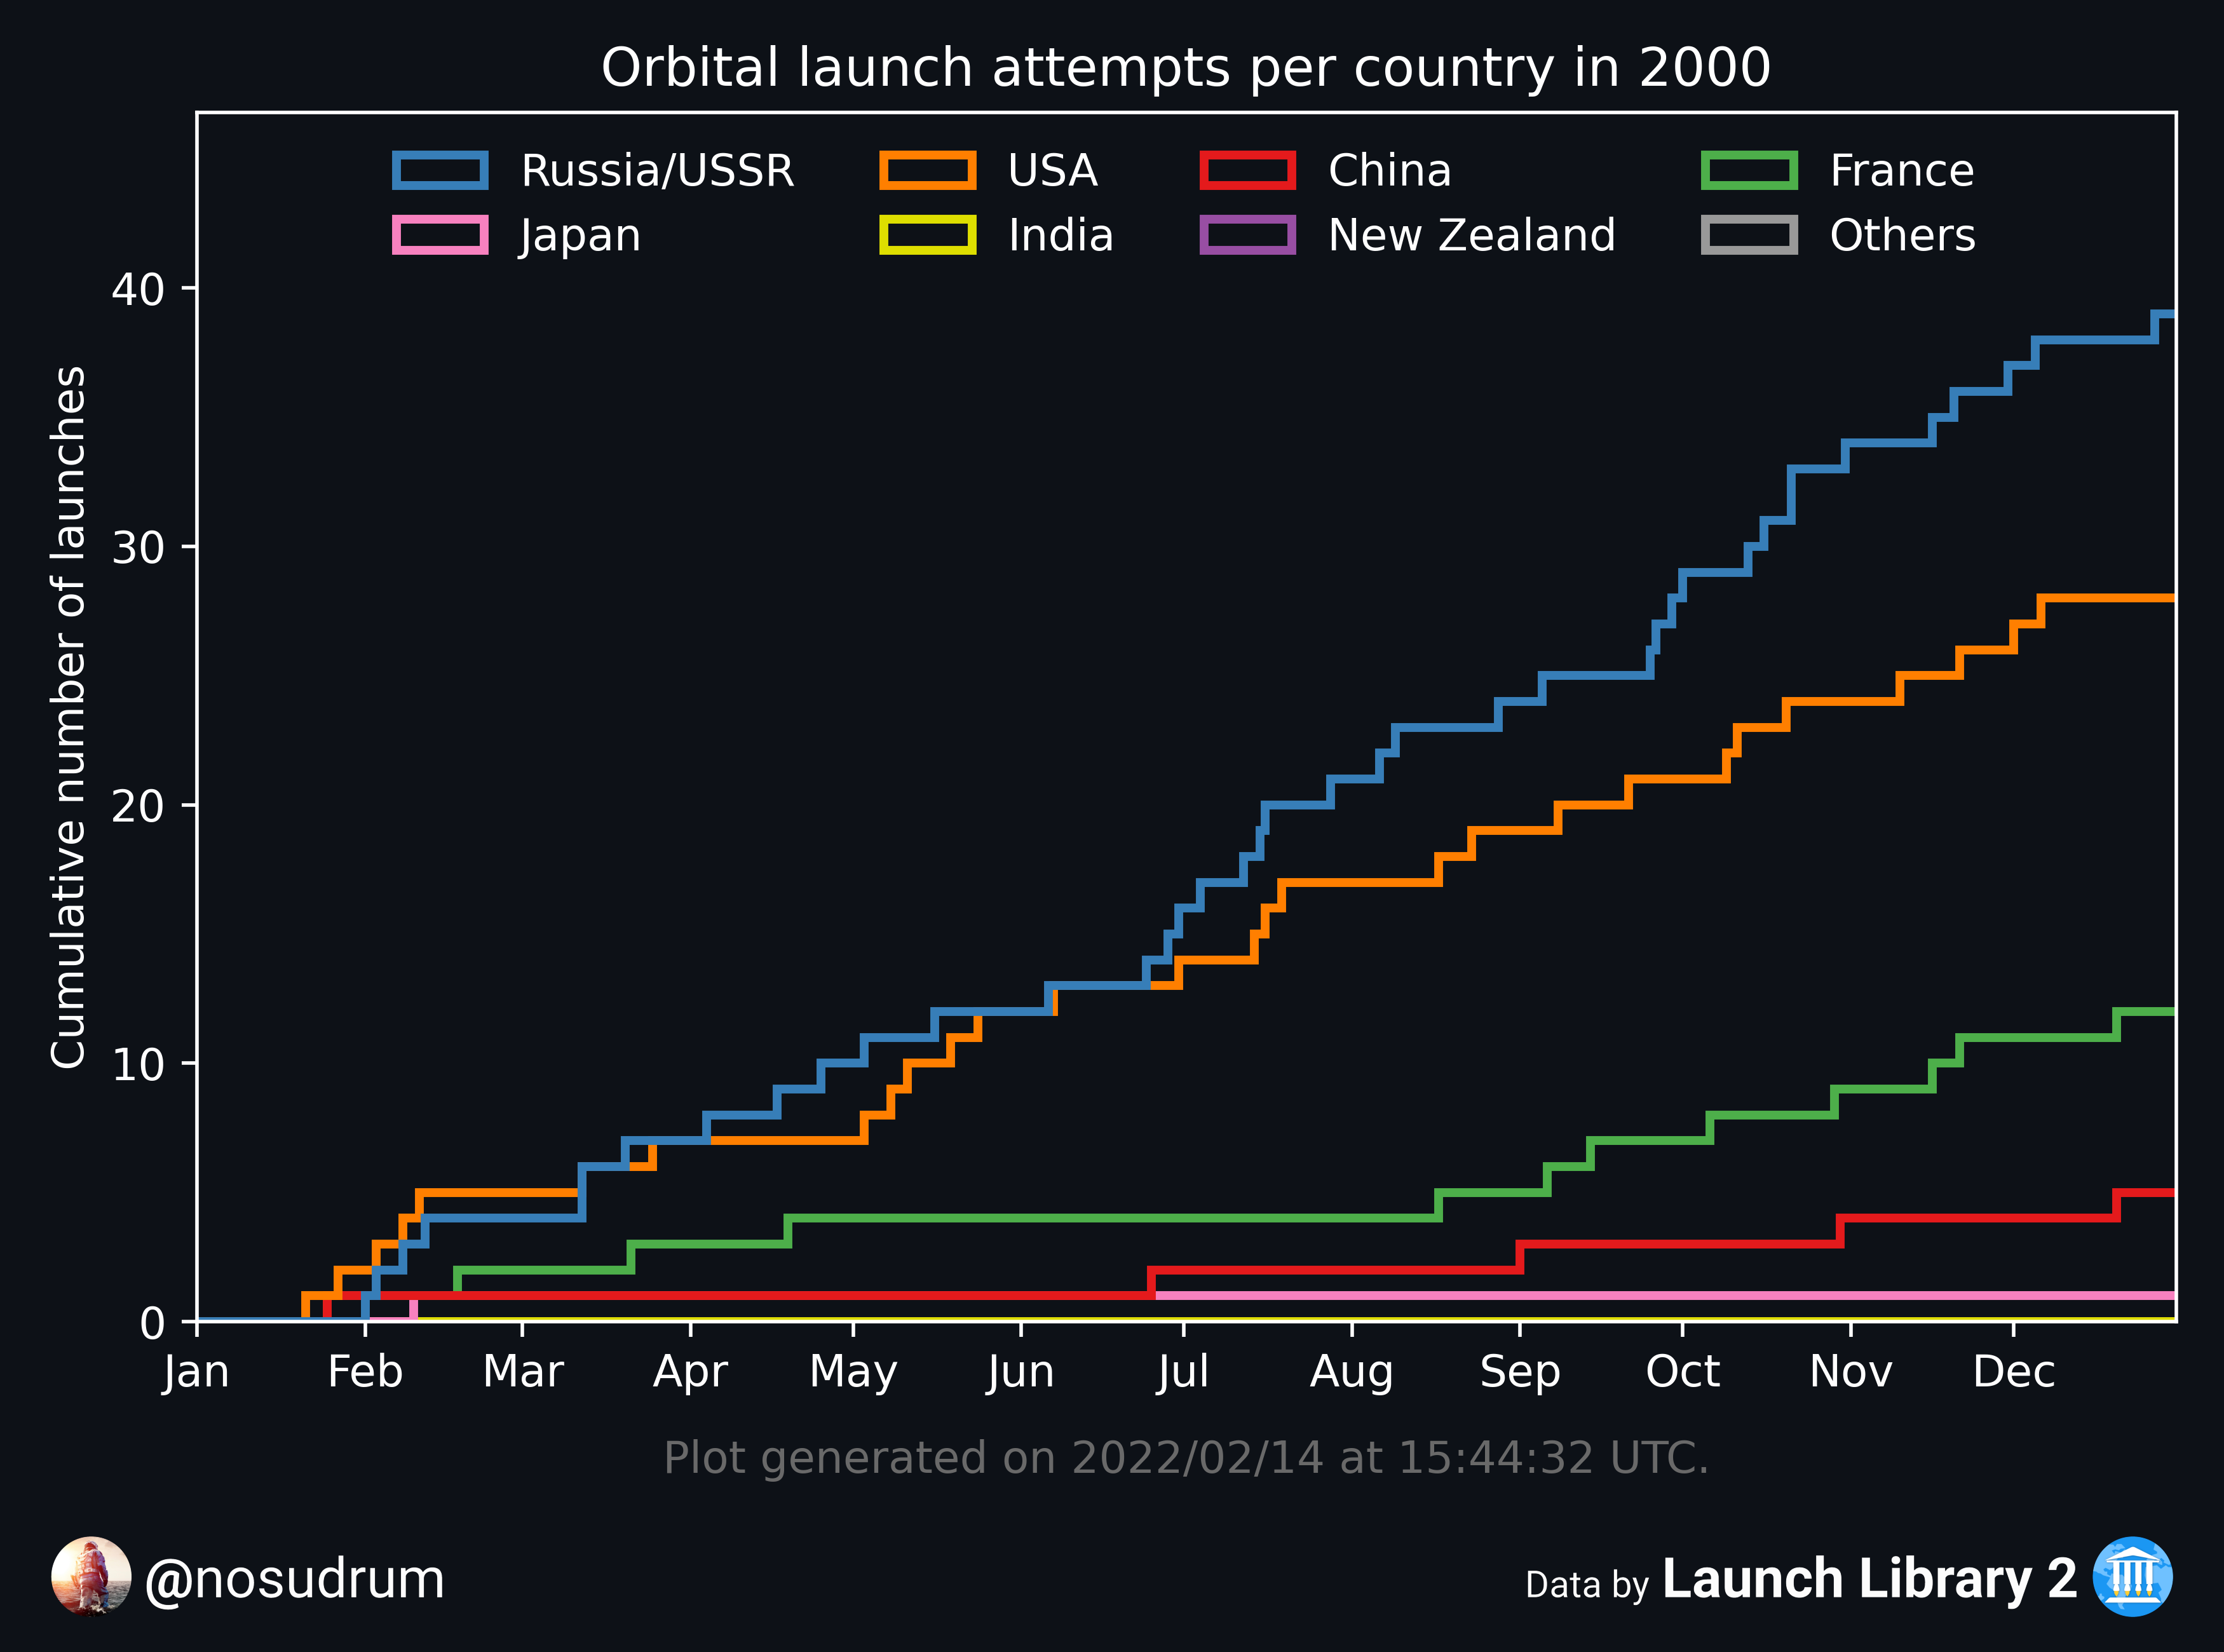 Orbital launch attempts per country in 2000
Russia/USSR USA China France
Japan India New Zealand Others
Cumulative number of launches
40
30
20
10
0
Jan Feb Mar Apr May Jun Jul Aug Sep Oct Nov Dec
Plot generated on 2022/02/14 at 15:44:32 UTC.
@nosudrum
Data by Launch Library 2